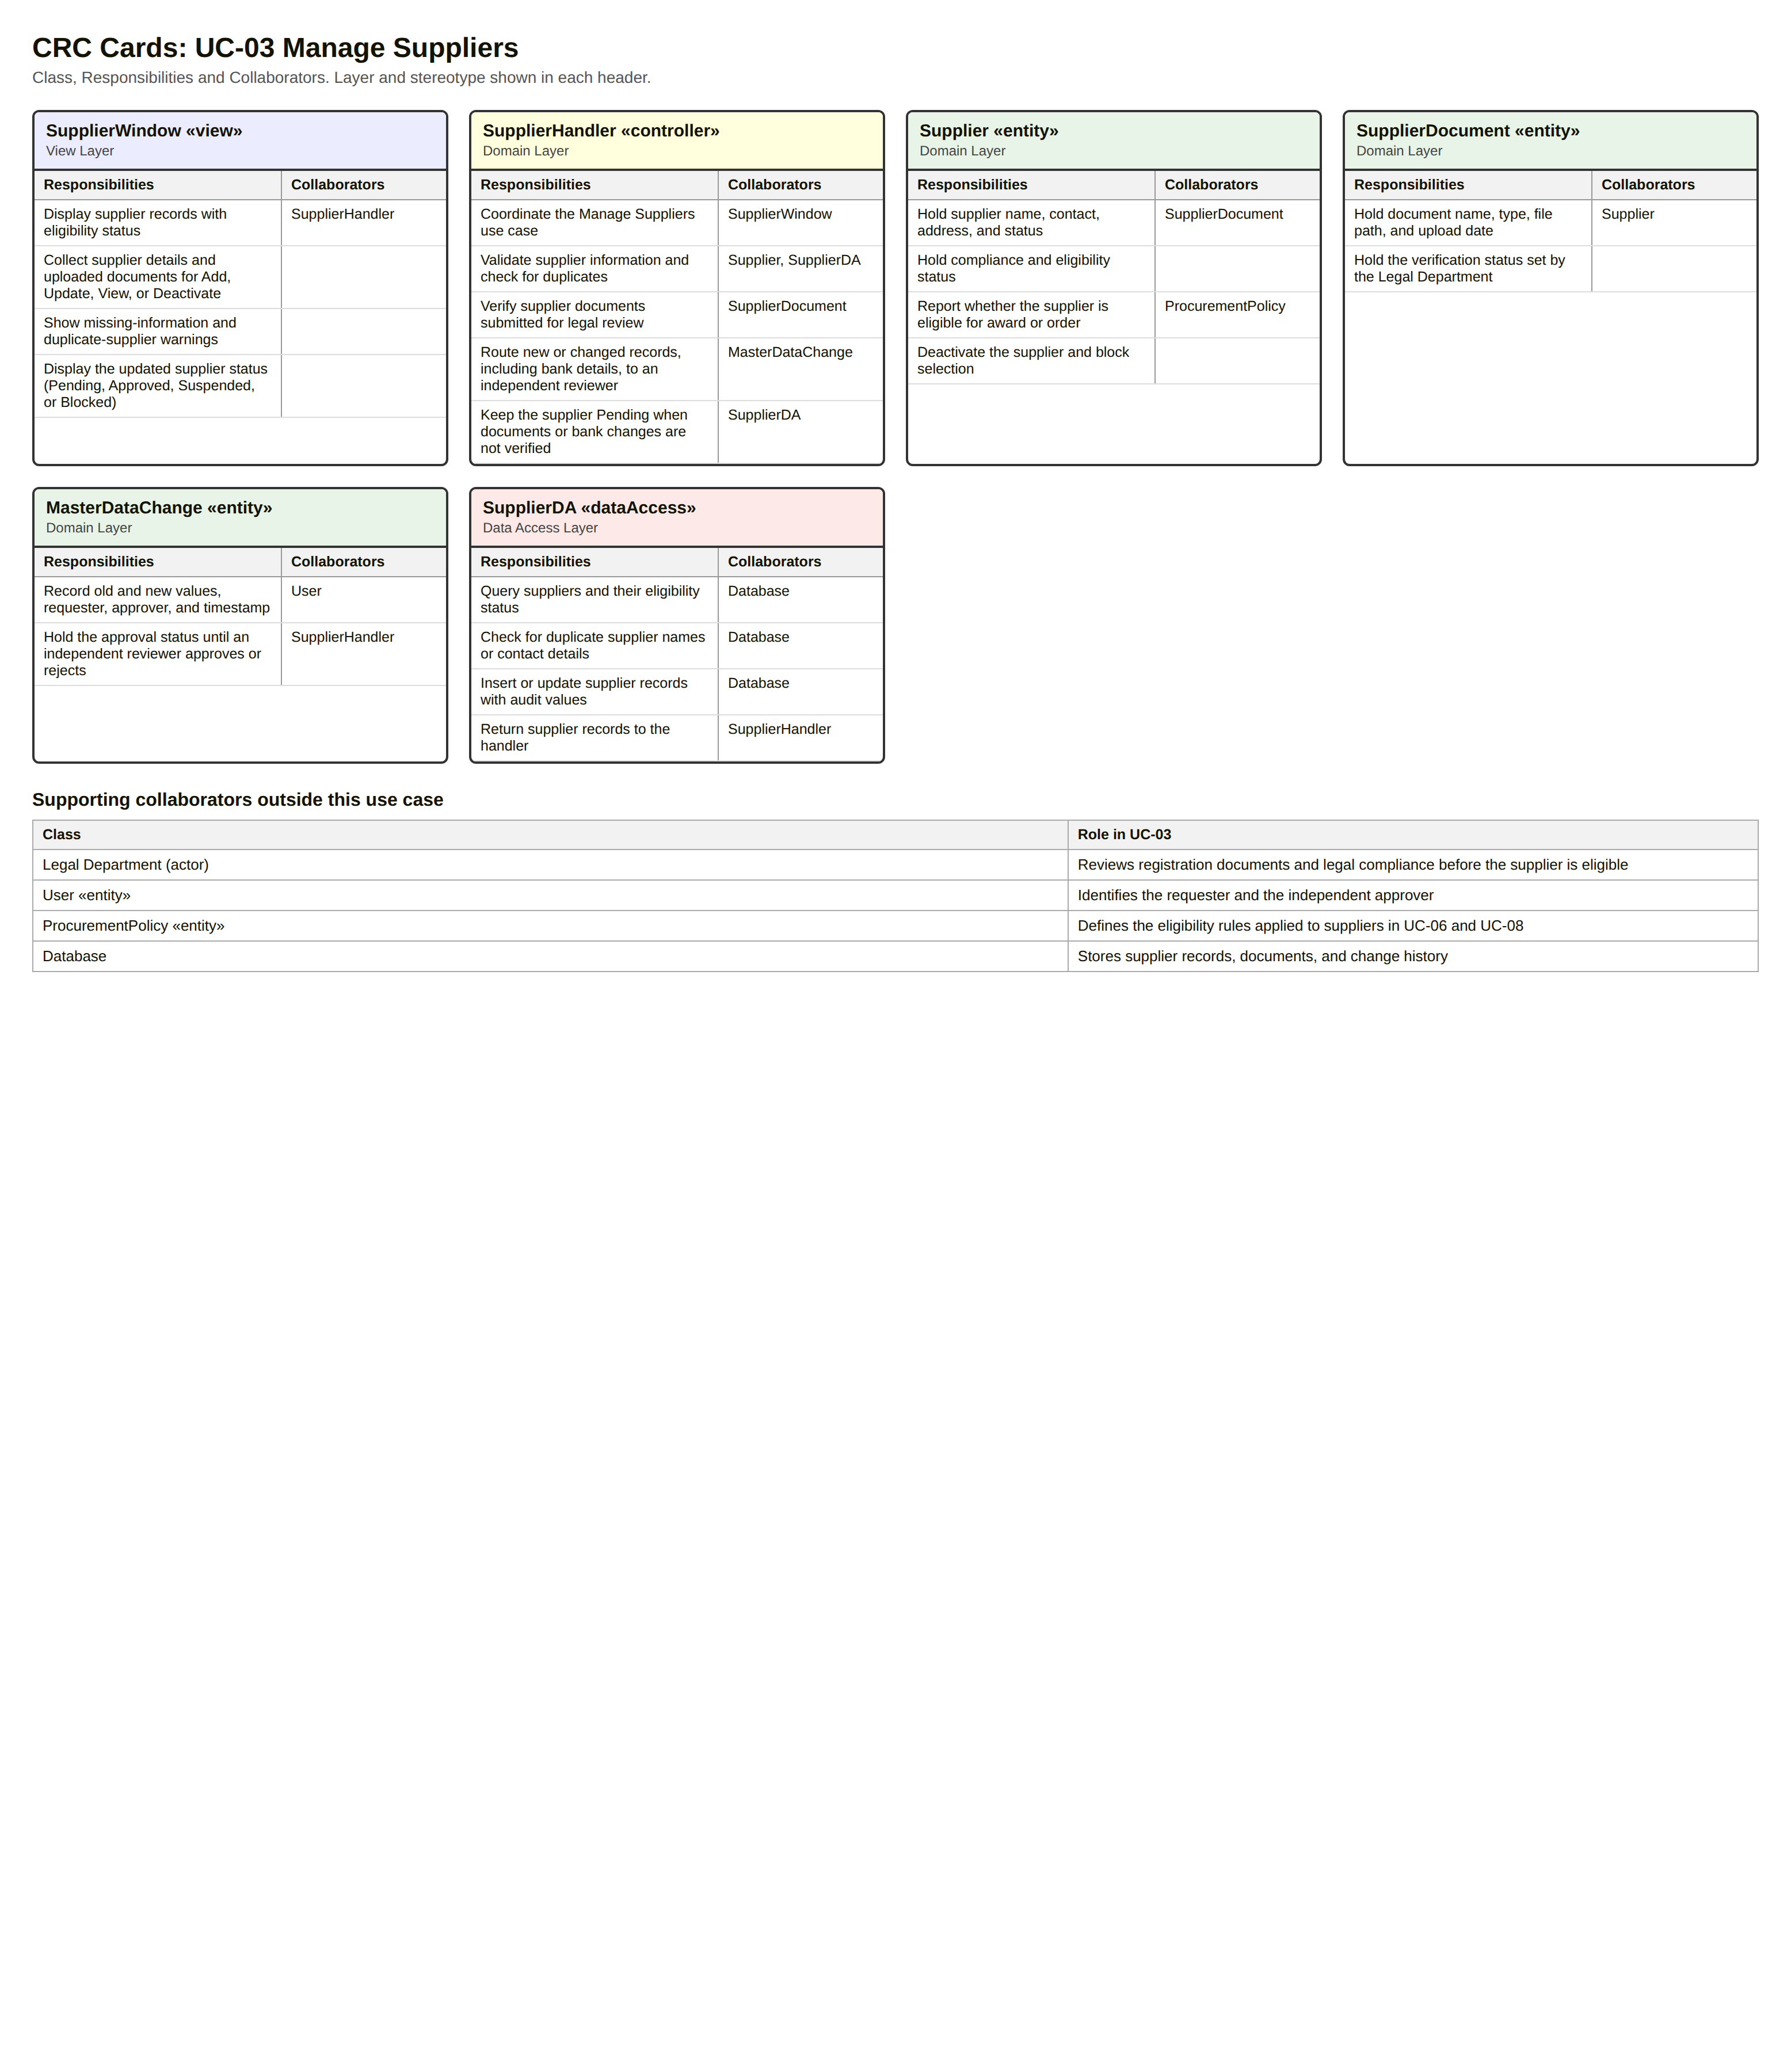 CRC Cards: UC-03 Manage Suppliers
Class, Responsibilities and Collaborators. Layer and stereotype shown in each header.
SupplierWindow «view»
View Layer
Responsibilities
Collaborators
Display supplier records with
eligibility status
SupplierHandler
Collect supplier details and
uploaded documents for Add,
Update, View, or Deactivate
Show missing-information and
duplicate-supplier warnings
Display the updated supplier status
(Pending, Approved, Suspended,
or Blocked)
SupplierHandler «controller»
Domain Layer
Responsibilities
Collaborators
Coordinate the Manage Suppliers
use case
SupplierWindow
Validate supplier information and
check for duplicates
Supplier, SupplierDA
Verify supplier documents
submitted for legal review
SupplierDocument
Route new or changed records,
including bank details, to an
independent reviewer
MasterDataChange
Keep the supplier Pending when
documents or bank changes are
not verified
SupplierDA
Supplier «entity»
Domain Layer
Responsibilities
Collaborators
Hold supplier name, contact,
address, and status
SupplierDocument
Hold compliance and eligibility
status
Report whether the supplier is
eligible for award or order
ProcurementPolicy
Deactivate the supplier and block
selection
SupplierDocument «entity»
Domain Layer
Responsibilities
Collaborators
Hold document name, type, file
path, and upload date
Supplier
Hold the verification status set by
the Legal Department
MasterDataChange «entity»
Domain Layer
Responsibilities
Collaborators
Record old and new values,
requester, approver, and timestamp
User
Hold the approval status until an
independent reviewer approves or
rejects
SupplierHandler
SupplierDA «dataAccess»
Data Access Layer
Responsibilities
Collaborators
Query suppliers and their eligibility
status
Database
Check for duplicate supplier names
or contact details
Database
Insert or update supplier records
with audit values
Database
Return supplier records to the
handler
SupplierHandler
Supporting collaborators outside this use case
Class
Role in UC-03
Legal Department (actor)
Reviews registration documents and legal compliance before the supplier is eligible
User «entity»
Identifies the requester and the independent approver
ProcurementPolicy «entity»
Defines the eligibility rules applied to suppliers in UC-06 and UC-08
Database
Stores supplier records, documents, and change history